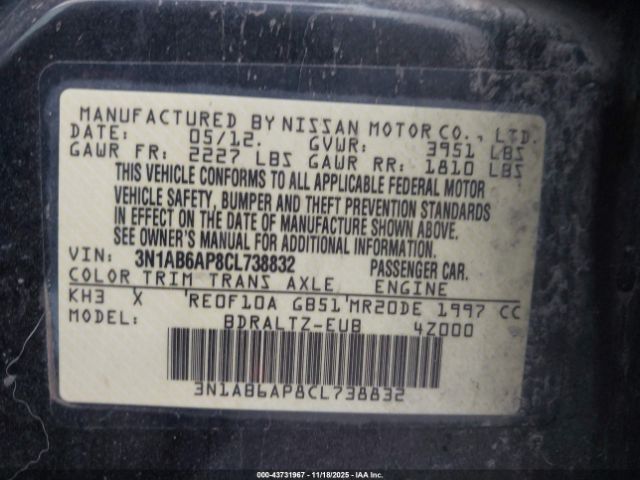 MANUFACTURED BY NISSAN MOTOR CO., LTD.
DATE: 05/12. GVWR: 3951 LBS
GAWR FR: 2227 LBS GAWR RR: 1810 LBS
THIS VEHICLE CONFORMS TO ALL APPLICABLE FEDERAL MOTOR
VEHICLE SAFETY, BUMPER AND THEFT PREVENTION STANDARDS
IN EFFECT ON THE DATE OF MANUFACTURE SHOWN ABOVE.
SEE OWNER'S MANUAL FOR ADDITIONAL INFORMATION.
VIN: 3N1AB6AP8CL738832 PASSENGER CAR.
COLOR TRIM TRANS AXLE ENGINE
KH3 X 'RE0F10A GB51'MR20DE 1997 CC
MODEL: BDRALTZ-EUB 4Z000
3N1AB6AP8CL738832
000-43731967 | 11/18/2025 — IAA Inc.